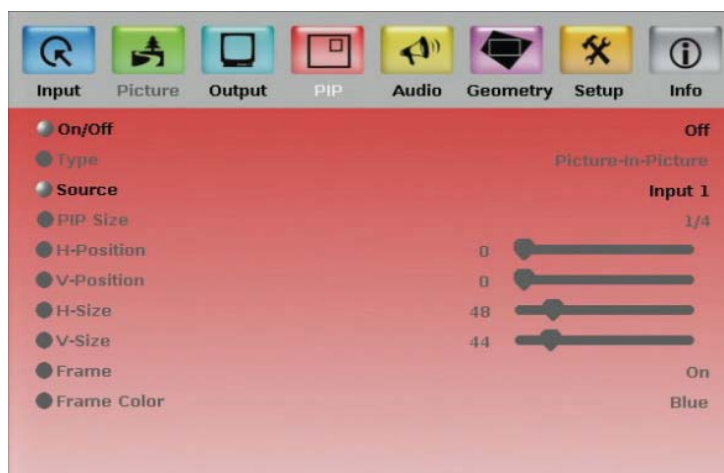 Input Picture Output PIP Audio Geometry Setup Info
On/Off Off
Type Picture-In-Picture
Source Input 1
PIP Size 1/4
H-Position 0
V-Position 0
H-Size 48
V-Size 44
Frame On
Frame Color Blue